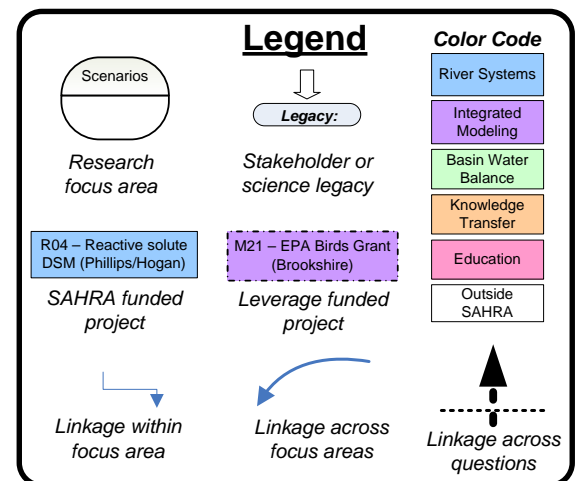 Legend
Color Code
Scenarios
Research
focus area
Legacy:
Stakeholder or
science legacy
River Systems
Integrated
Modeling
Basin Water
Balance
Knowledge
Transfer
Education
Outside
SAHRA
R04 – Reactive solute
DSM (Phillips/Hogan)
SAHRA funded
project
M21 – EPA Birds Grant
(Brookshire)
Leverage funded
project
Linkage within
focus area
Linkage across
focus areas
Linkage across
questions